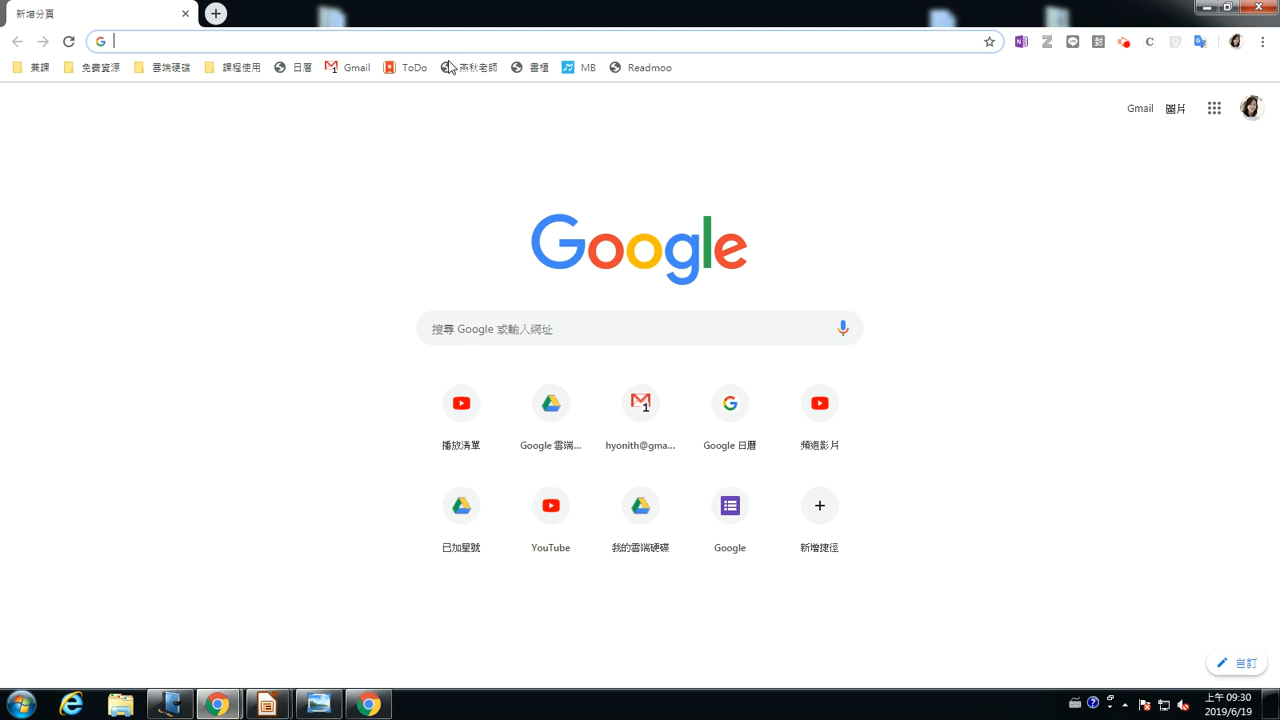 新增分頁
兼課 免費資源 雲端硬碟 課程使用 日曆 Gmail ToDo 燕秋老師 書櫃 MB Readmoo
Gmail 圖片
Google
搜尋 Google 或輸入網址
播放清單 Google 雲端... hyonith@gma... Google 日曆 頻道影片
已加星號 YouTube 我的雲端硬碟 Google 新增捷徑
自訂
上午 09:30
2019/6/19